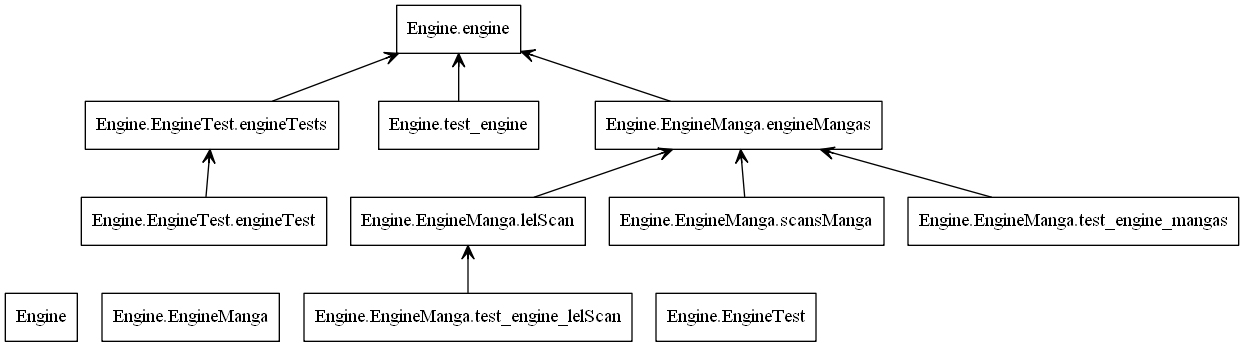 Engine.engine
Engine.EngineTest.engineTests
Engine.test_engine
Engine.EngineManga.engineMangas
Engine.EngineTest.engineTest
Engine.EngineManga.lelScan
Engine.EngineManga.scansManga
Engine.EngineManga.test_engine_mangas
Engine
Engine.EngineManga
Engine.EngineManga.test_engine_lelScan
Engine.EngineTest